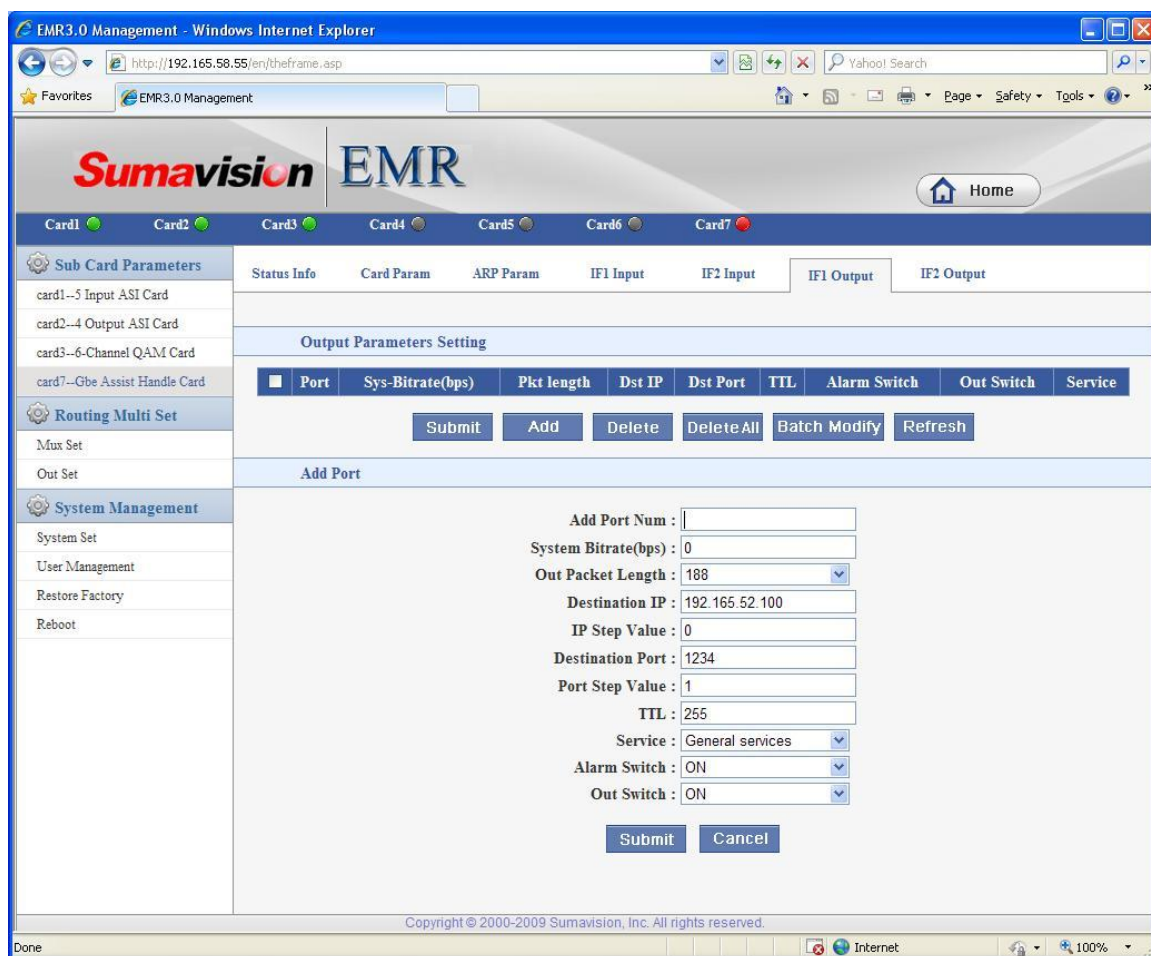 EMR3.0 Management - Windows Internet Explorer
http://192.165.58.55/en/theframe.asp
Yahoo! Search
Favorites
EMR3.0 Management
Page
Safety
Tools
Sumavision
EMR
Home
Card1 Card2 Card3 Card4 Card5 Card6 Card7
Sub Card Parameters
card1--5 Input ASI Card
card2--4 Output ASI Card
card3--6-Channel QAM Card
card7--Gbe Assist Handle Card
Routing Multi Set
Mux Set
Out Set
System Management
System Set
User Management
Restore Factory
Reboot
Status Info Card Param ARP Param IF1 Input IF2 Input IF1 Output IF2 Output
Output Parameters Setting
Port Sys-Bitrate(bps) Pkt length Dst IP Dst Port TTL Alarm Switch Out Switch Service
Submit Add Delete DeleteAll Batch Modify Refresh
Add Port
Add Port Num :
System Bitrate(bps) : 0
Out Packet Length : 188
Destination IP : 192.165.52.100
IP Step Value : 0
Destination Port : 1234
Port Step Value : 1
TTL : 255
Service : General services
Alarm Switch : ON
Out Switch : ON
Submit Cancel
Copyright © 2000-2009 Sumavision, Inc. All rights reserved.
Done
Internet
100%